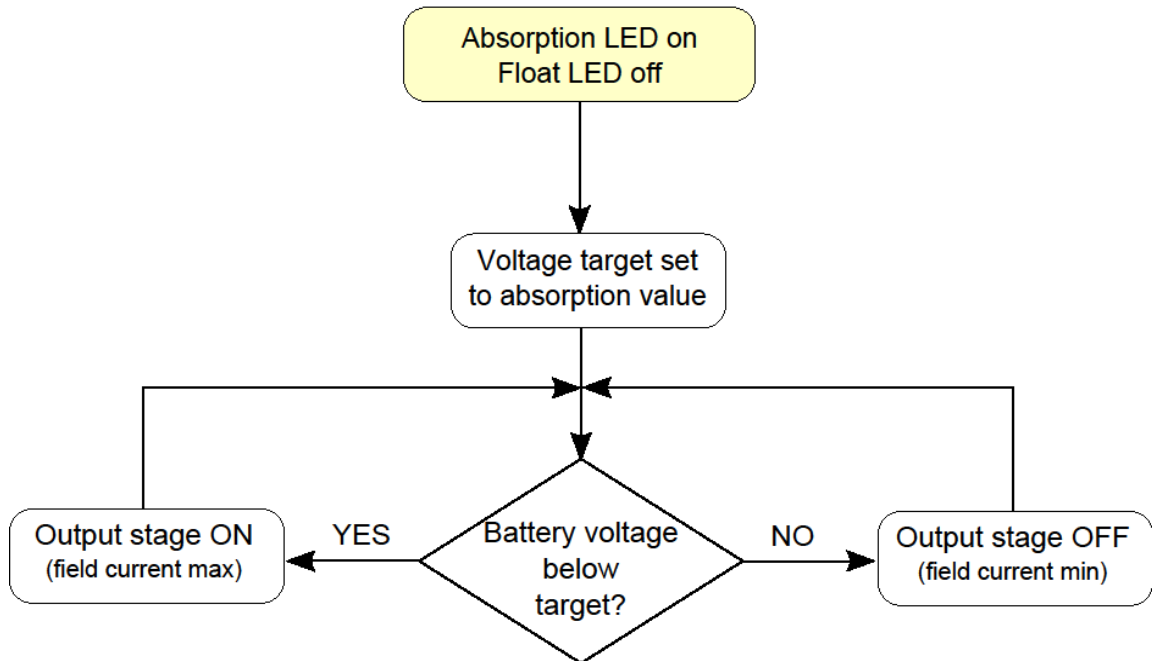 Absorption LED on
Float LED off
Voltage target set
to absorption value
Output stage ON
(field current max)
YES
Battery voltage
below
target?
NO
Output stage OFF
(field current min)